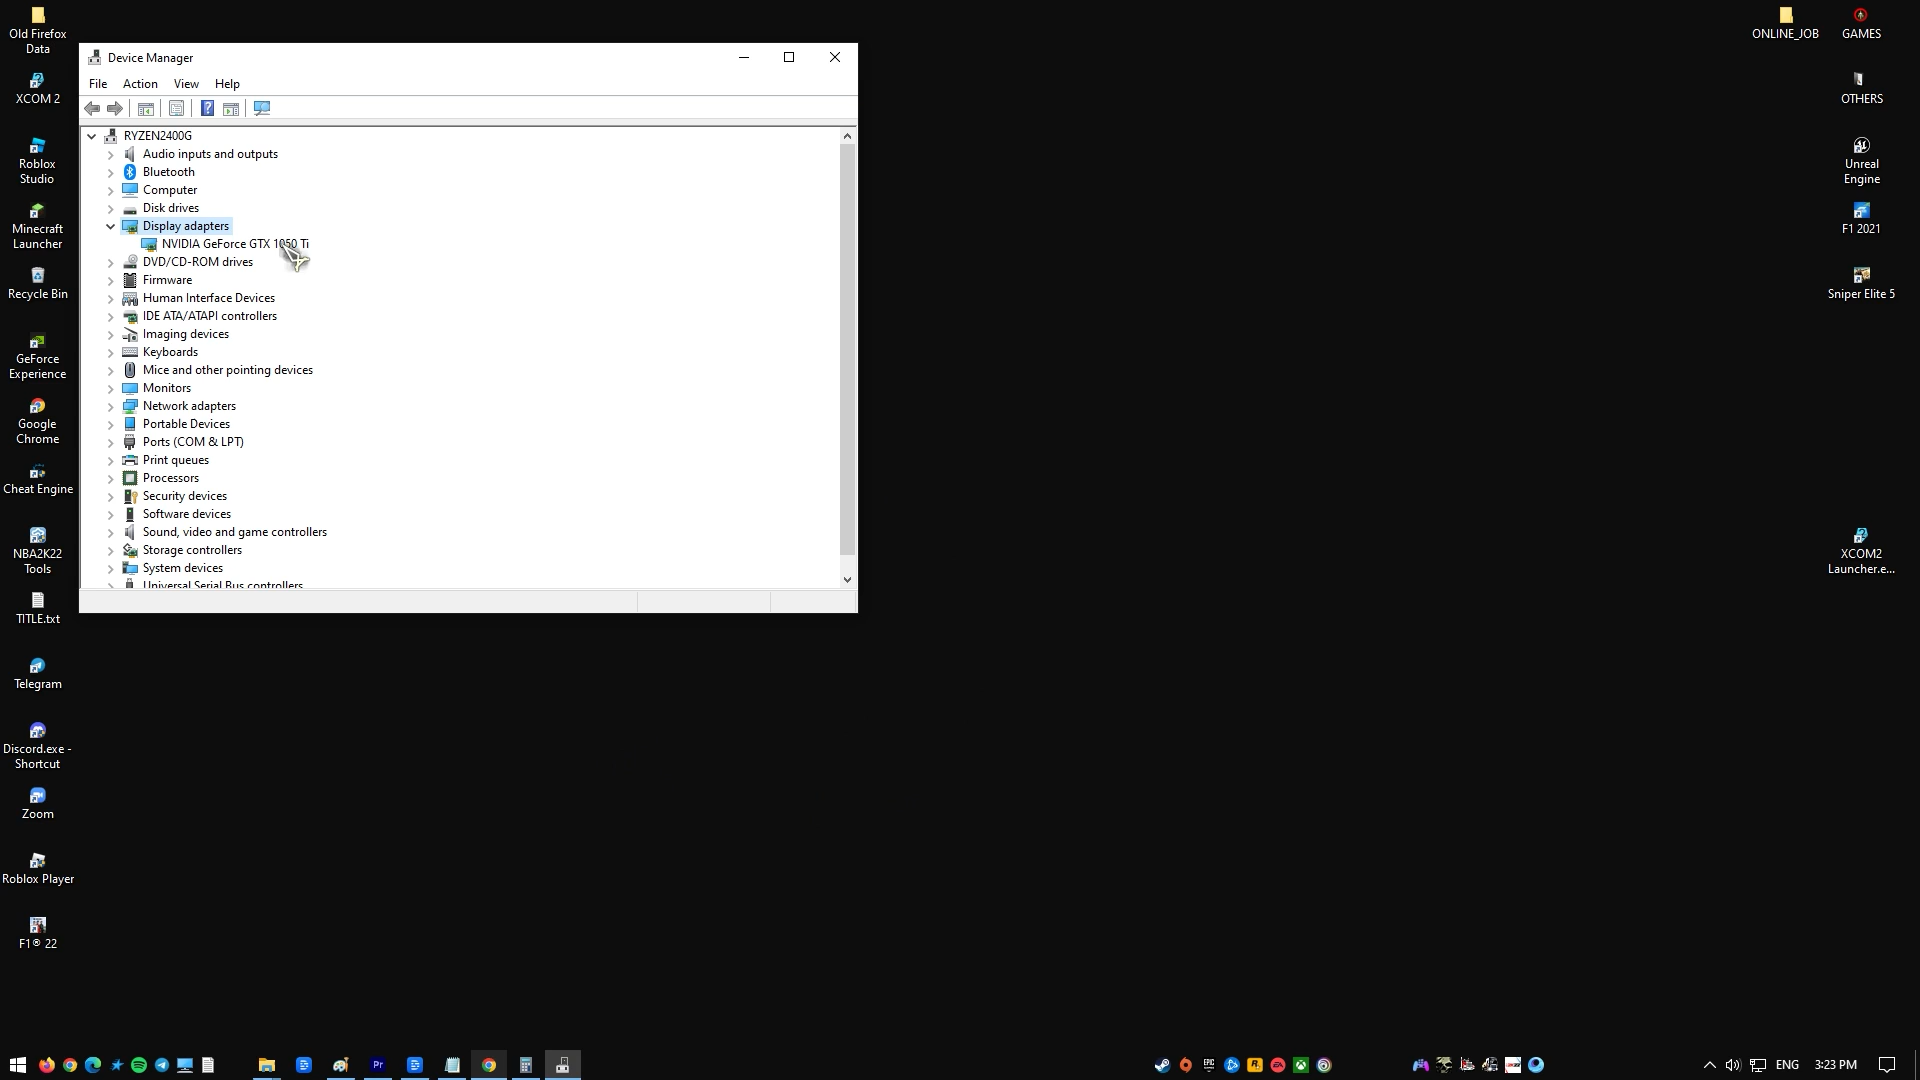 Old Firefox
Data
XCOM 2
Roblox
Studio
Minecraft
Launcher
Recycle Bin
GeForce
Experience
Google
Chrome
Cheat Engine
NBA2K22
Tools
TITLE.txt
Telegram
Discord.exe -
Shortcut
Zoom
Roblox Player
F1® 22
Device Manager
File Action View Help
RYZEN2400G
Audio inputs and outputs
Bluetooth
Computer
Disk drives
Display adapters
NVIDIA GeForce GTX 1050 Ti
DVD/CD-ROM drives
Firmware
Human Interface Devices
IDE ATA/ATAPI controllers
Imaging devices
Keyboards
Mice and other pointing devices
Monitors
Network adapters
Portable Devices
Ports (COM & LPT)
Print queues
Processors
Security devices
Software devices
Sound, video and game controllers
Storage controllers
System devices
Universal Serial Bus controllers
ONLINE_JOB
GAMES
OTHERS
Unreal
Engine
F1 2021
Sniper Elite 5
XCOM2
Launcher.e...
Pr
EPIC
EA
ENG
3:23 PM